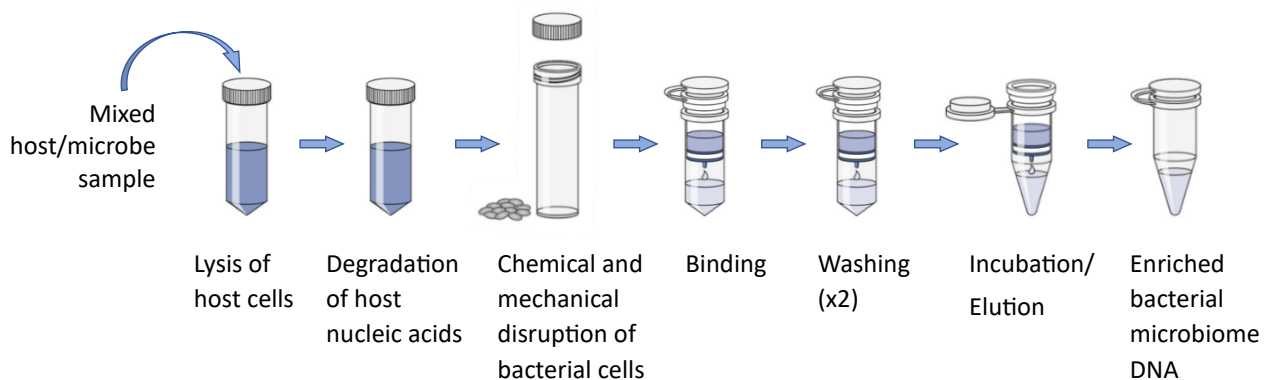 Mixed
host/microbe
sample
Lysis of
host cells
Degradation
of host
nucleic acids
Chemical and
mechanical
disruption of
bacterial cells
Binding
Washing
(x2)
Incubation/
Elution
Enriched
bacterial
microbiome
DNA